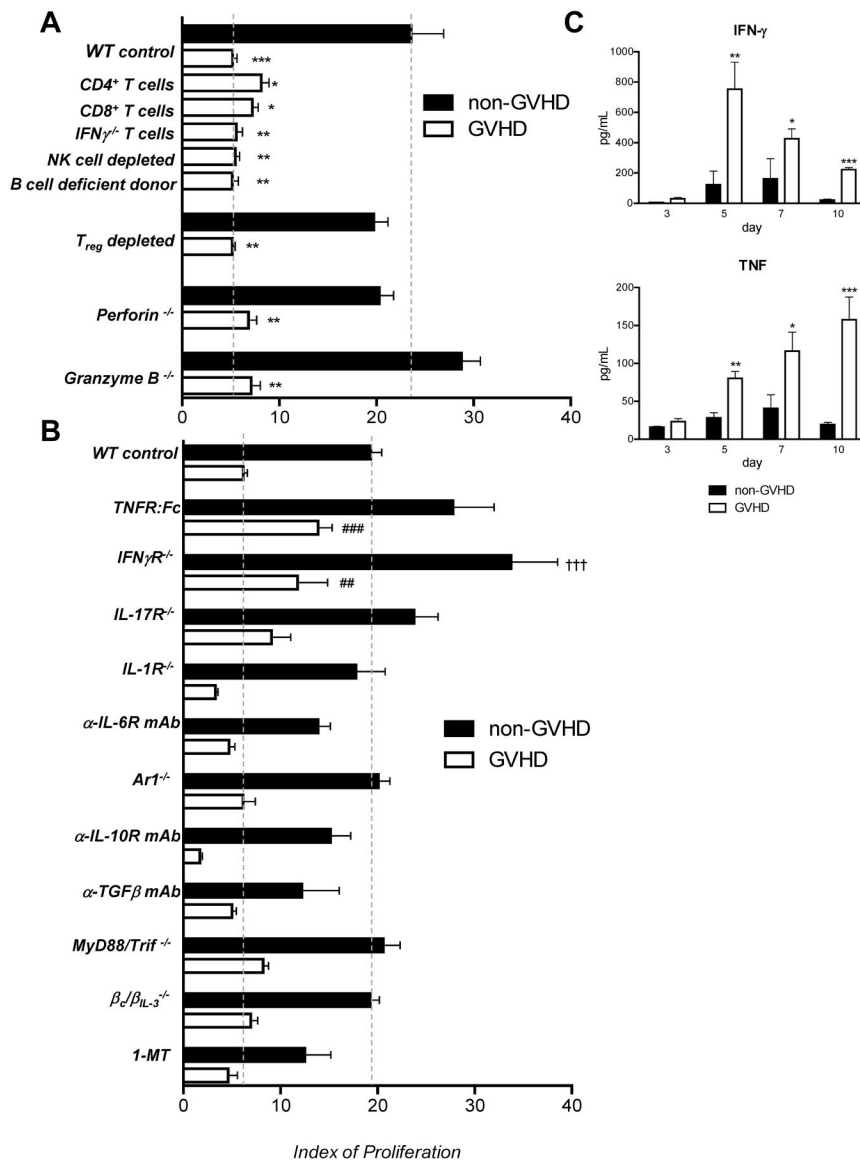 A
WT control
***
CD4⁺ T cells
*
CD8⁺ T cells
*
IFNγ⁻/⁻ T cells
**
NK cell depleted
**
B cell deficient donor
**
T_reg depleted
**
Perforin ⁻/⁻
**
Granzyme B ⁻/⁻
**
non-GVHD
GVHD
0 10 20 30 40
B
WT control
TNFR:Fc
###
IFNγR⁻/⁻
†††
##
IL-17R⁻/⁻
IL-1R⁻/⁻
α-IL-6R mAb
Ar1⁻/⁻
α-IL-10R mAb
α-TGFβ mAb
MyD88/Trif ⁻/⁻
β_c/β_IL-3⁻/⁻
1-MT
non-GVHD
GVHD
0 10 20 30 40
Index of Proliferation
C
IFN-γ
1000
800
600
400
200
0
pg/mL
**
*
***
3 5 7 10
day
TNF
200
150
100
50
0
pg/mL
**
*
***
3 5 7 10
day
non-GVHD
GVHD